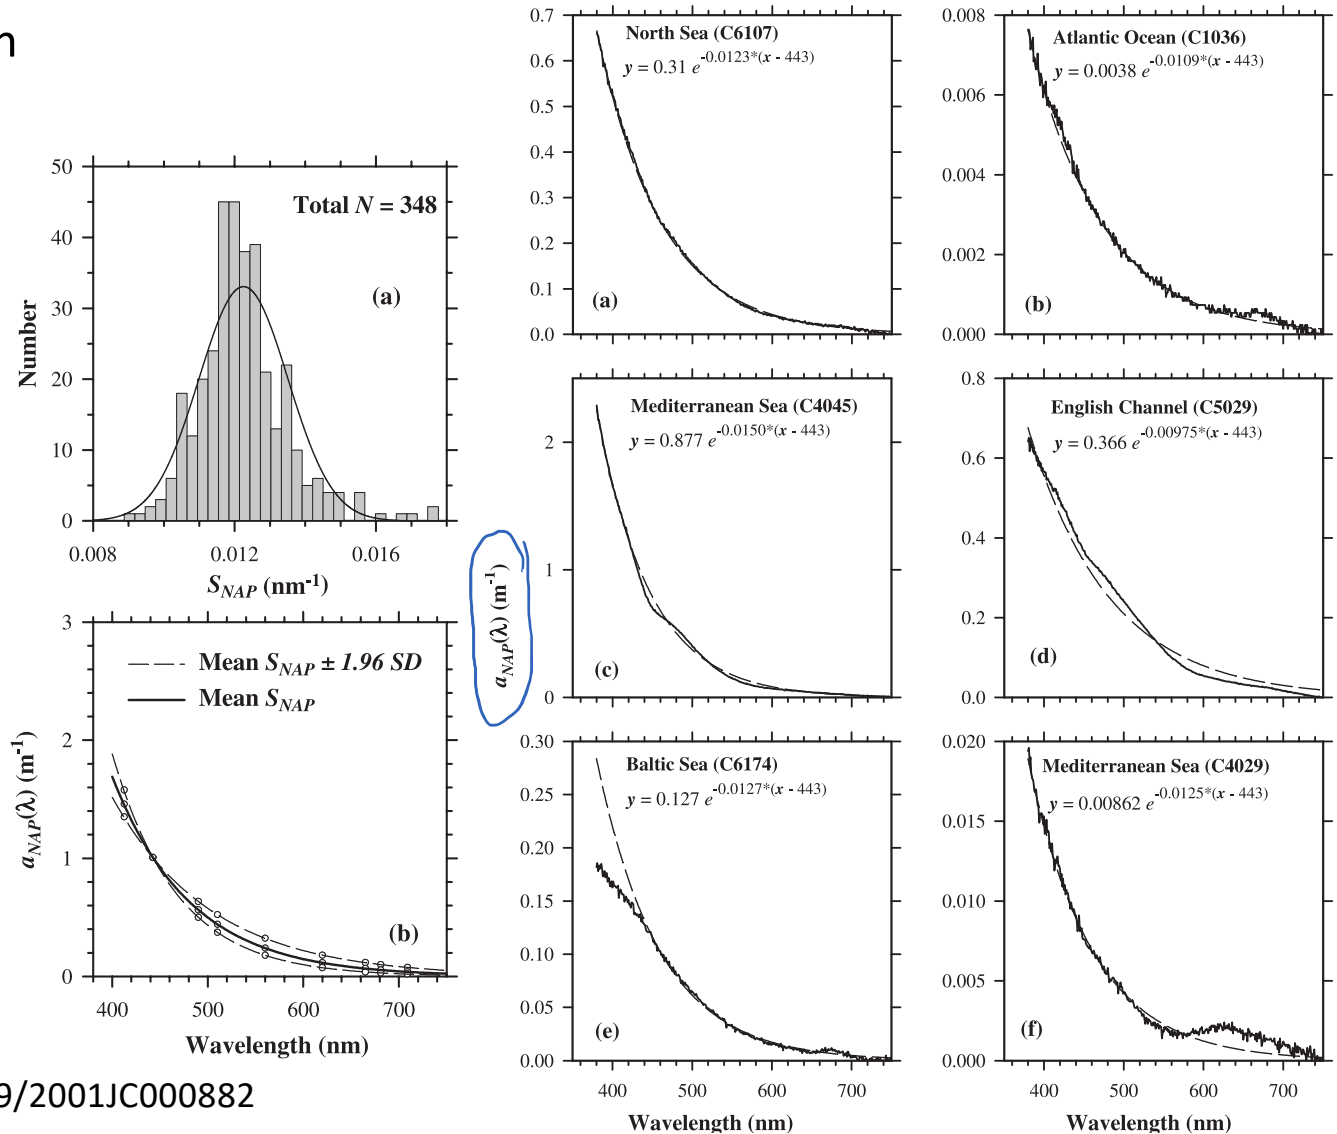 n
50
40
30
20
10
0
Number
Total N = 348
(a)
0.008
0.012
0.016
S_NAP (nm⁻¹)
3
2
1
0
a_NAP(λ) (m⁻¹)
Mean S_NAP ± 1.96 SD
Mean S_NAP
(b)
400
500
600
700
Wavelength (nm)
9/2001JC000882
a_NAP(λ) (m⁻¹)
0.7
0.6
0.5
0.4
0.3
0.2
0.1
0.0
North Sea (C6107)
y = 0.31 e^-0.0123*(x - 443)
(a)
0.008
0.006
0.004
0.002
0.000
Atlantic Ocean (C1036)
y = 0.0038 e^-0.0109*(x - 443)
(b)
2
1
0
Mediterranean Sea (C4045)
y = 0.877 e^-0.0150*(x - 443)
(c)
0.8
0.6
0.4
0.2
0.0
English Channel (C5029)
y = 0.366 e^-0.00975*(x - 443)
(d)
0.30
0.25
0.20
0.15
0.10
0.05
0.00
Baltic Sea (C6174)
y = 0.127 e^-0.0127*(x - 443)
(e)
400
500
600
700
Wavelength (nm)
0.020
0.015
0.010
0.005
0.000
Mediterranean Sea (C4029)
y = 0.00862 e^-0.0125*(x - 443)
(f)
400
500
600
700
Wavelength (nm)